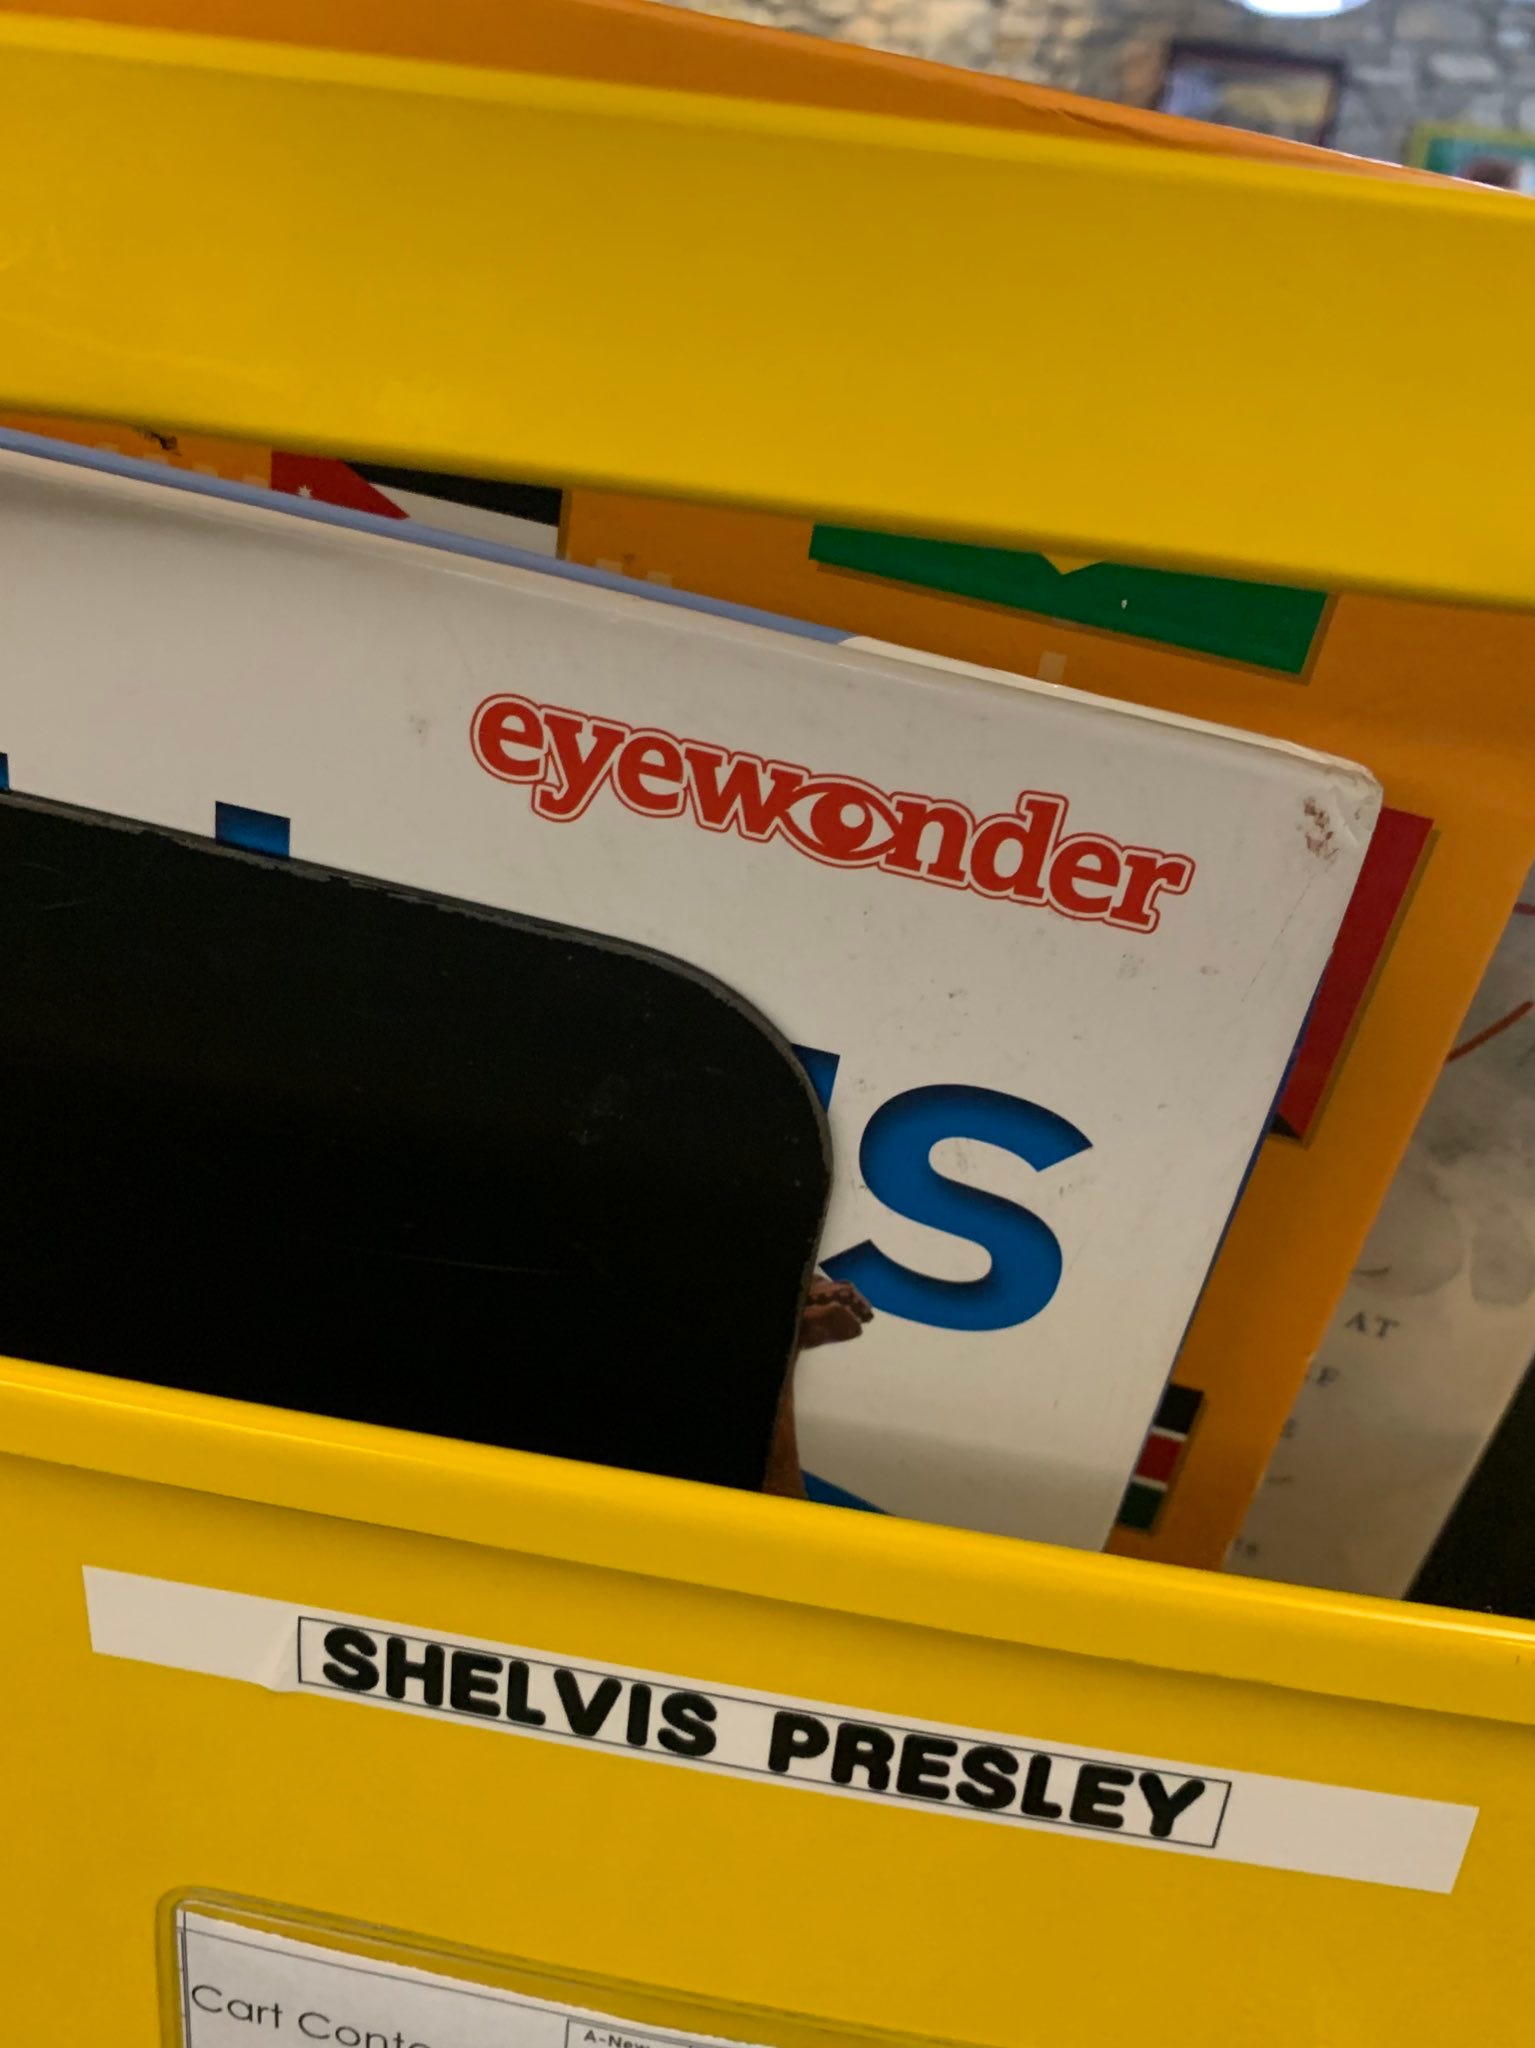 eyewonder
s
AT
SHELVIS PRESLEY
Cart Conte
A-New